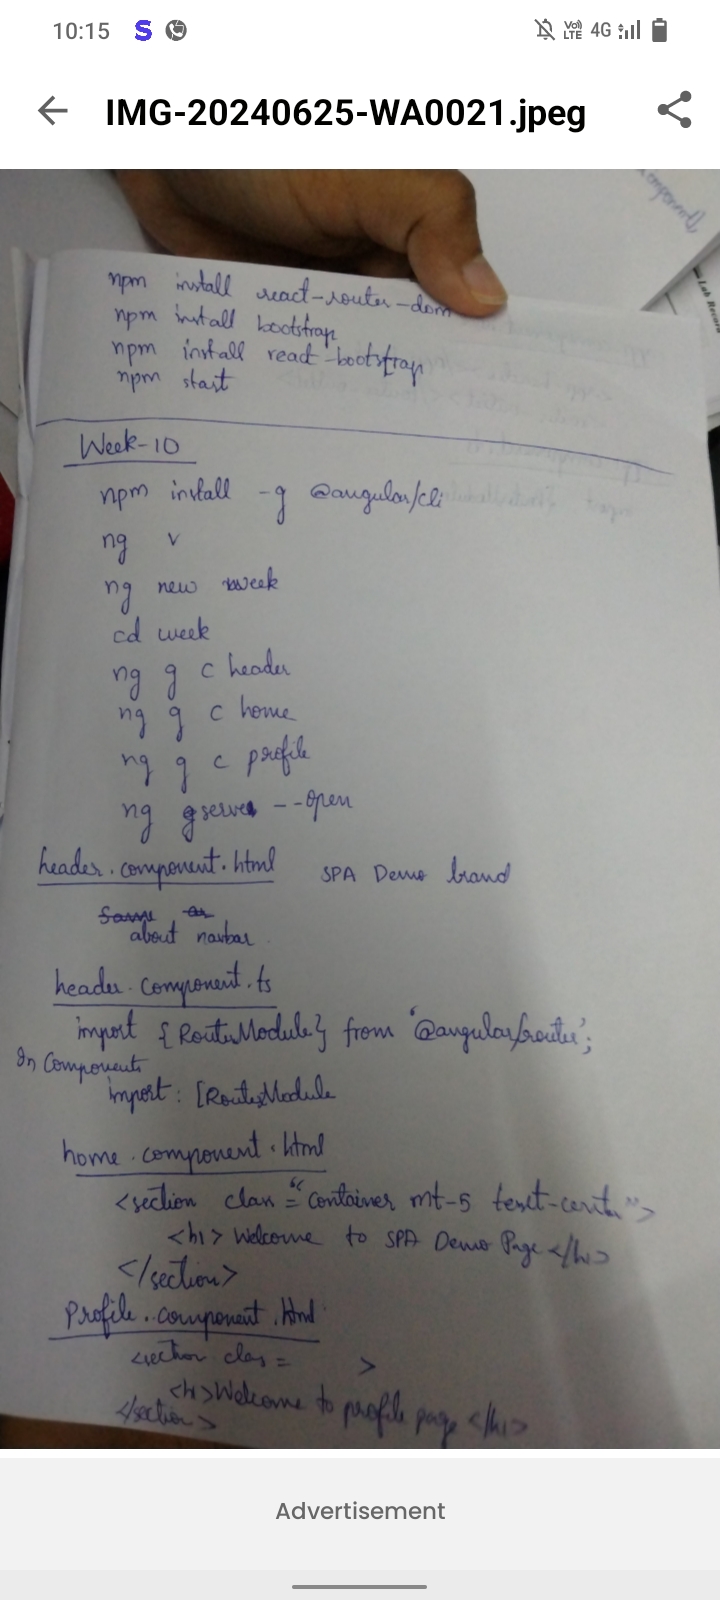 10:15 S Vo)) LTE 4G
IMG-20240625-WA0021.jpeg
npm install react-router-dom
npm install bootstrap
npm install react-bootstrap
npm start
Week-10
npm install -g @angular/cli
ng v
ng new week
cd week
ng g c header
ng g c home
ng g c profile
ng serve --open
header.component.html SPA Demo brand
Same as
about navbar.
header.component.ts
import {RouterModule} from '@angular/router';
In Components
import: [RouterModule
home.component.html
<section class="Container mt-5 text-center">
<h1> Welcome to SPA Demo Page </h1>
</section>
Profile.component.html
<section class= >
<h1> Welcome to profile page </h1>
</section>
Advertisement